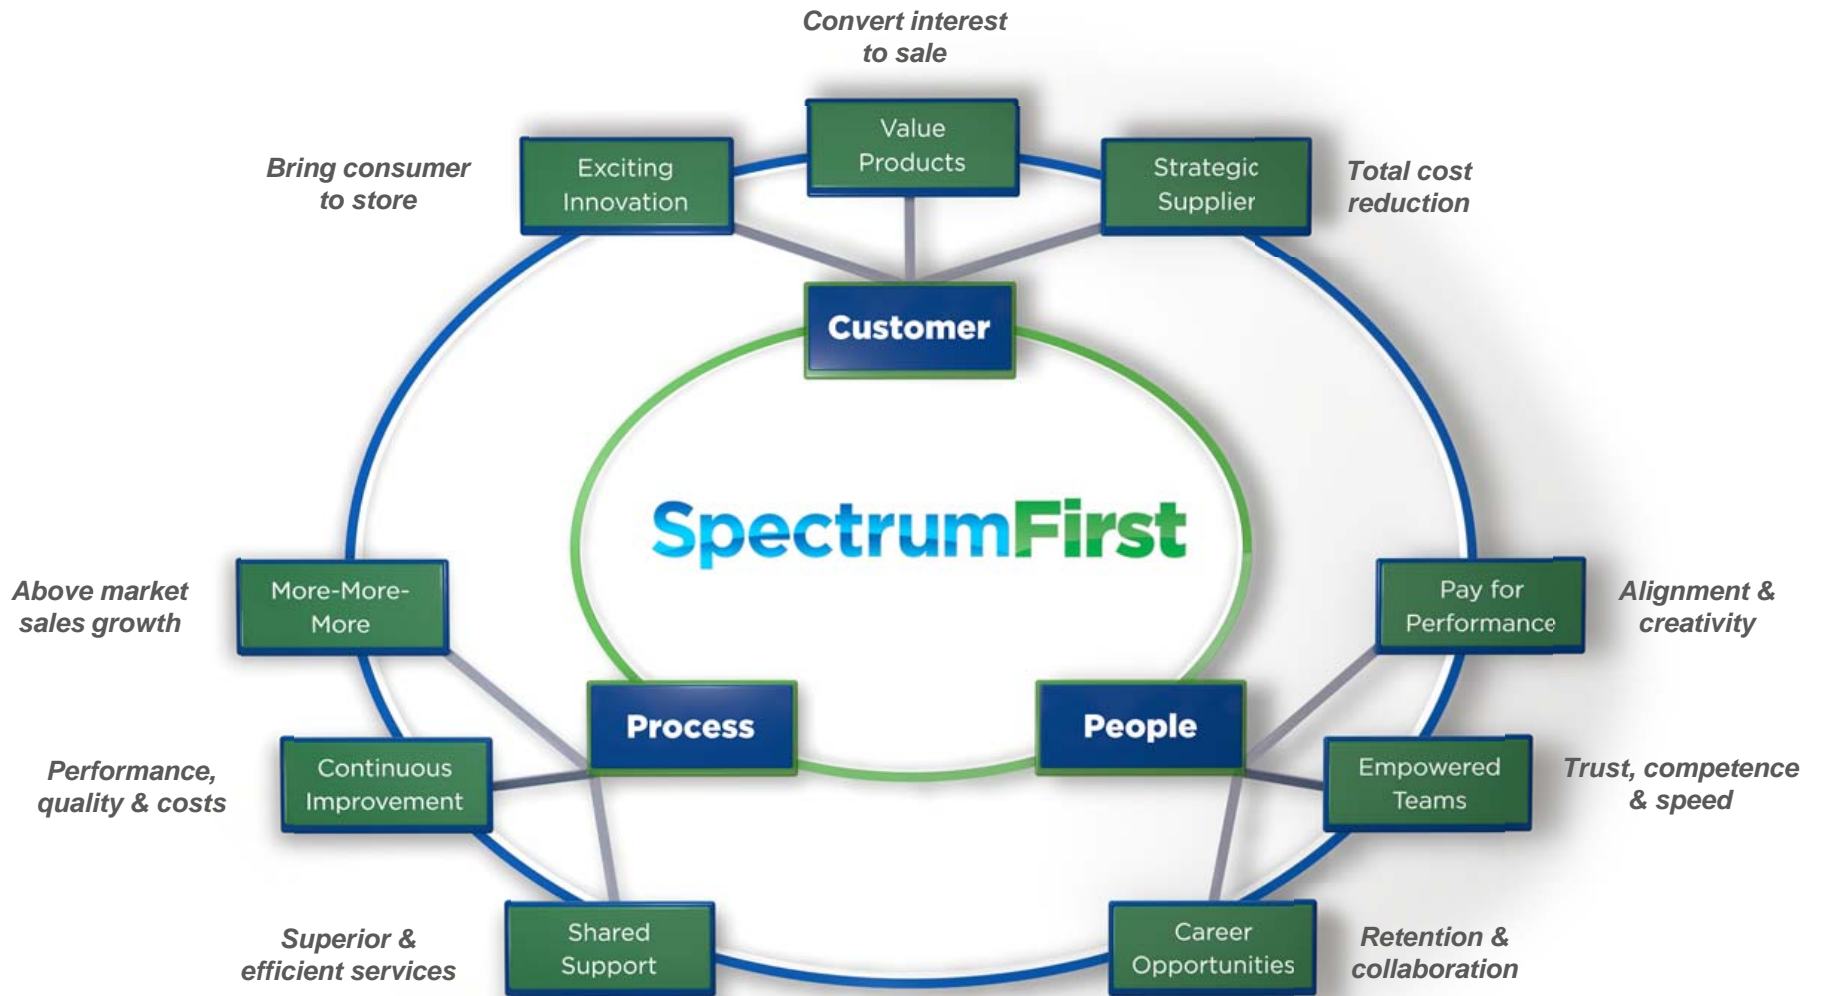 Convert interest
to sale
Value
Products
Exciting
Innovation
Strategic
Supplier
Bring consumer
to store
Total cost
reduction
Customer
SpectrumFirst
More-More-
More
Above market
sales growth
Pay for
Performance
Alignment &
creativity
Process
People
Continuous
Improvement
Performance,
quality & costs
Empowered
Teams
Trust, competence
& speed
Shared
Support
Superior &
efficient services
Career
Opportunities
Retention &
collaboration